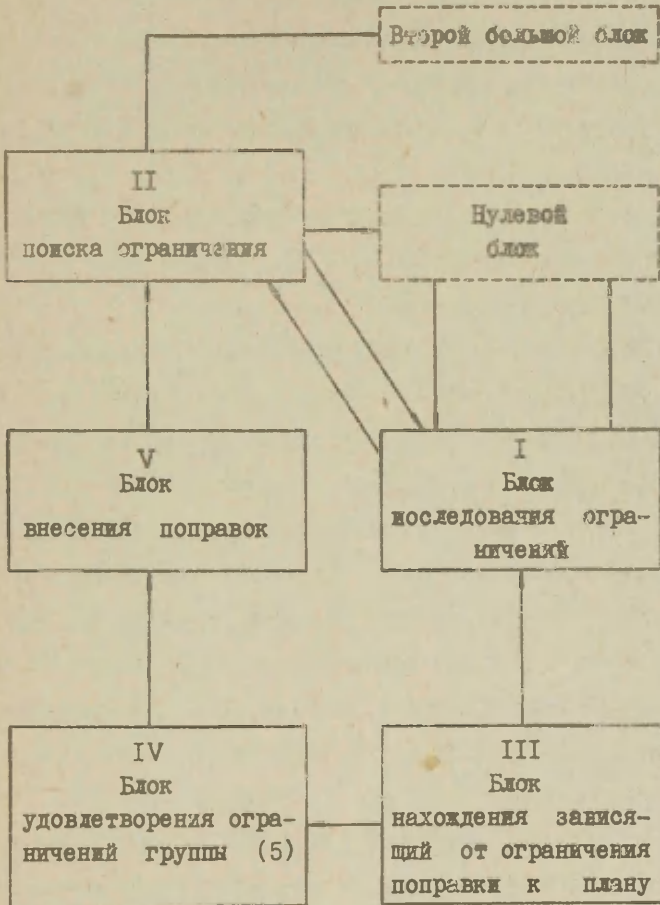 Второй большой блок
II
Блок
поиска ограничения
Нулевой
блок
V
Блок
внесения поправок
I
Блок
исследования огра-
ничений
IV
Блок
удовлетворения огра-
ничений группы (5)
III
Блок
нахождения завися-
щий от ограничения
поправки к плану